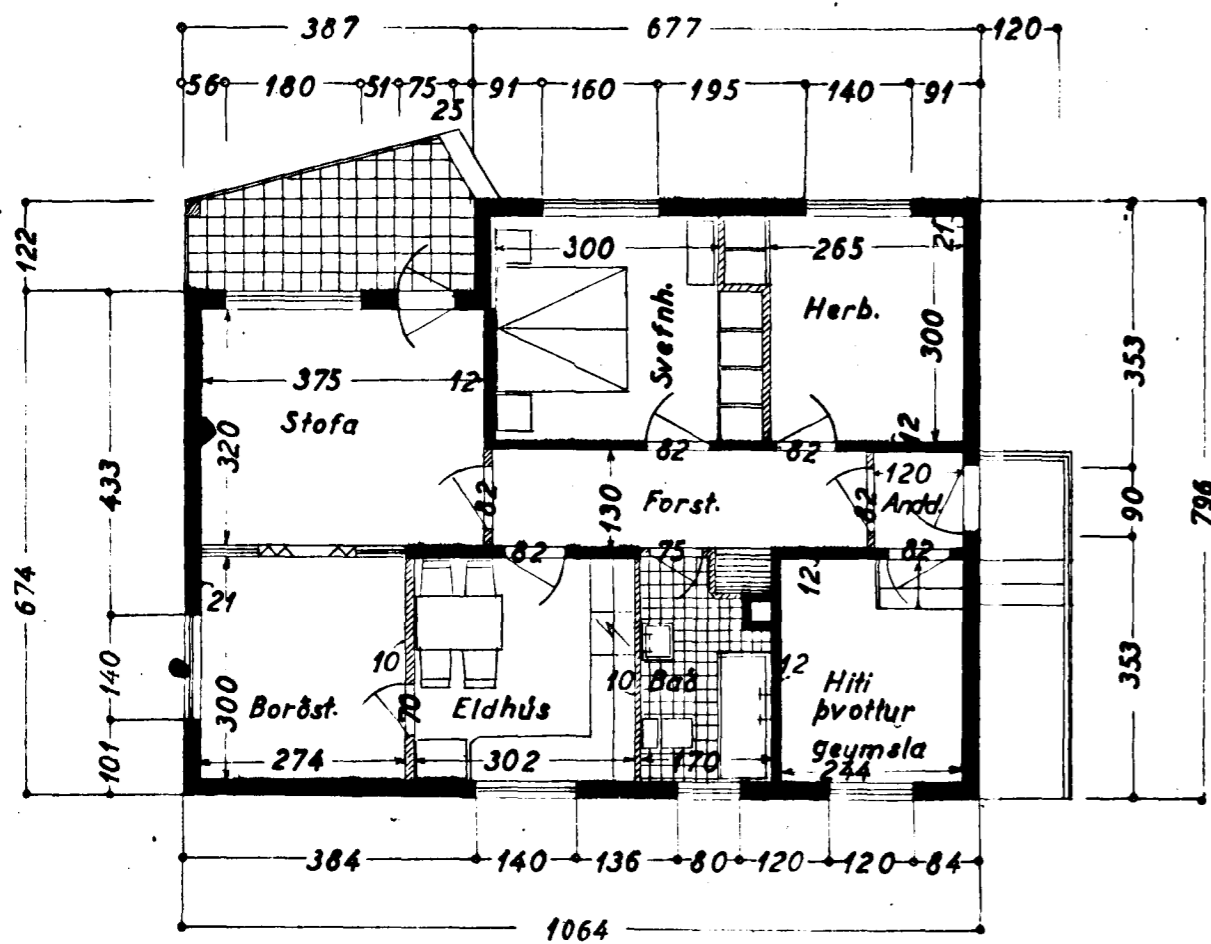 387 677 120
56 180 51 75 25 91 160 195 140 91
122
433
674
140
101
300 265 21
Svefnh.
Herb.
300
353
796
375 12
Stofa
320
82 82 12
82
130
Forst.
82
120
Andd.
90
82 75 82
21
12
10
70
10
12
300
Borðst.
Eldhús
Bað
Hiti
þvottur
geymsla
274 302 170 244
353
384 140 136 80 120 120 84
1064